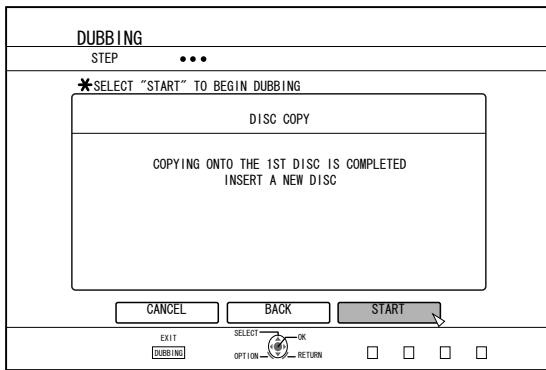 DUBBING
STEP
✱SELECT "START" TO BEGIN DUBBING
DISC COPY
COPYING ONTO THE 1ST DISC IS COMPLETED
INSERT A NEW DISC
CANCEL BACK START
EXIT
DUBBING
SELECT OK
OPTION RETURN